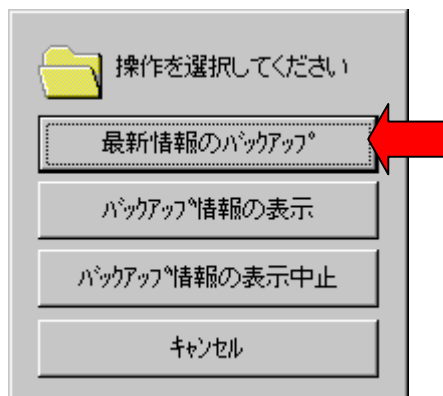 操作を選択してください
最新情報のﾊﾞｯｸｱｯﾌﾟ
ﾊﾞｯｸｱｯﾌﾟ情報の表示
ﾊﾞｯｸｱｯﾌﾟ情報の表示中止
ｷｬﾝｾﾙ